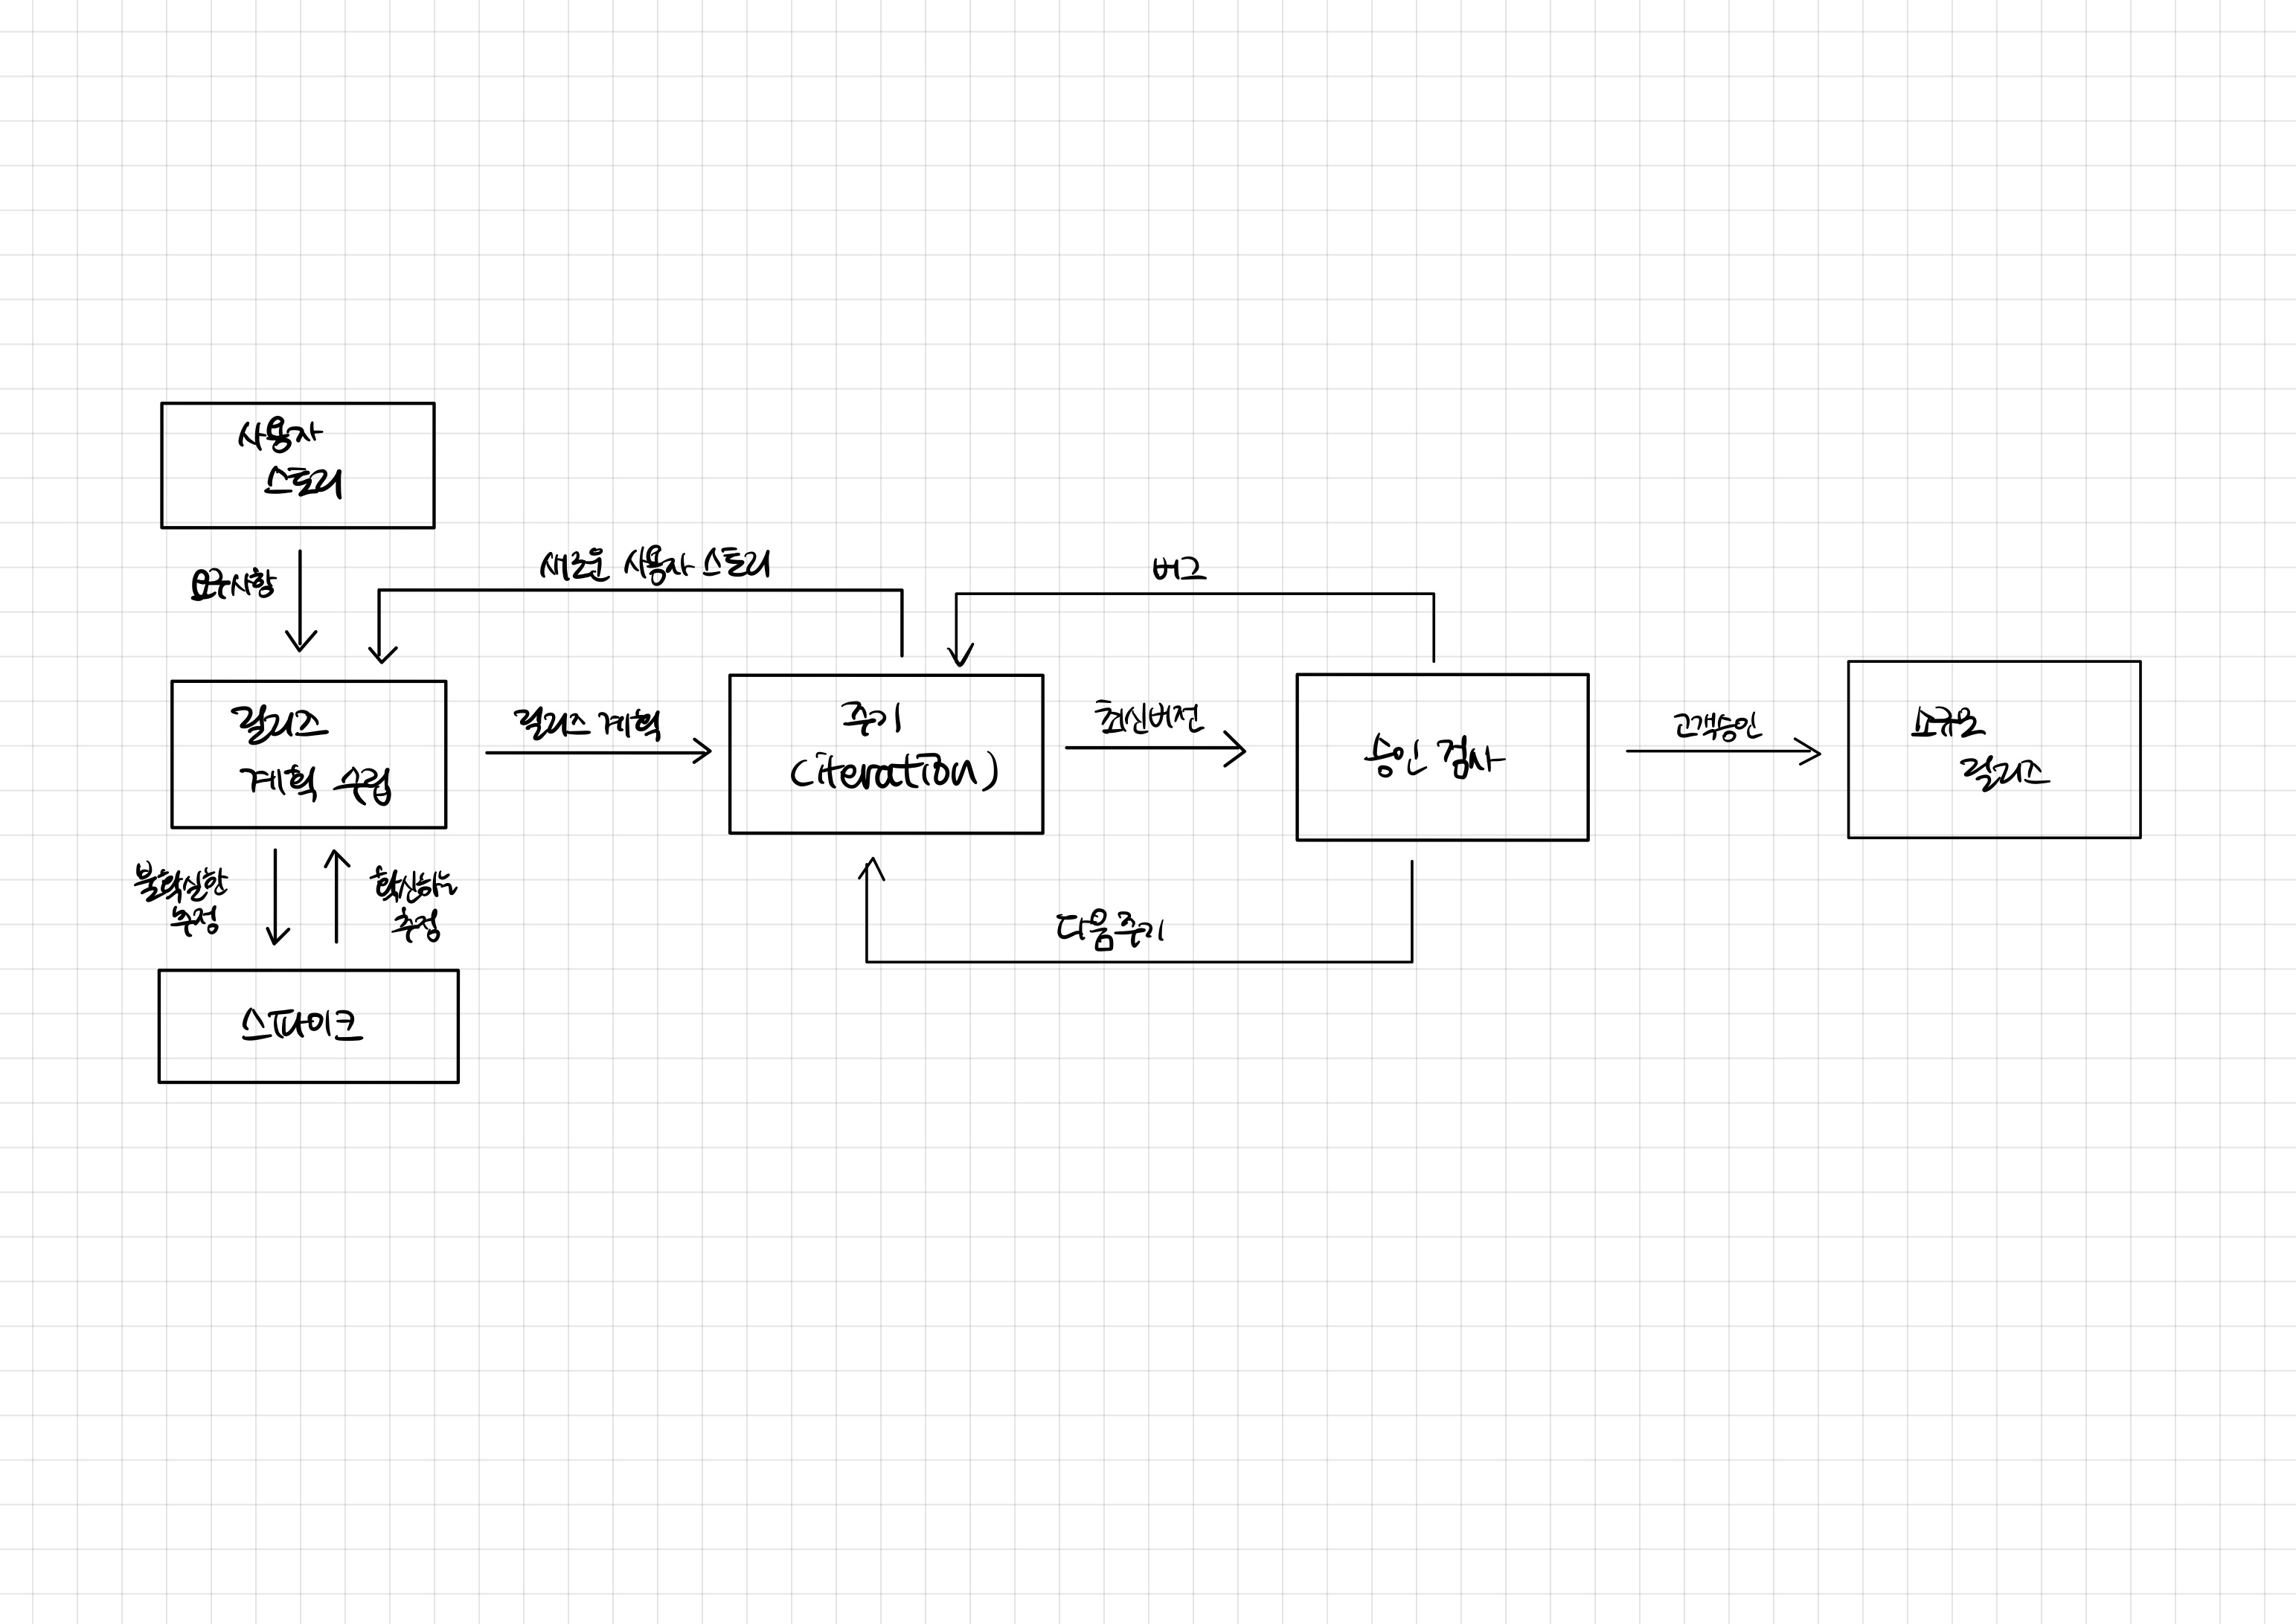 사용자
스토리
요구사항
새로운 사용자 스토리
버그
릴리즈
계획 수립
릴리즈 계획
주기
(iteration)
최신버전
승인 검사
고객승인
소규모
릴리즈
불확실한
추정
확실한
추정
다음주기
스파이크